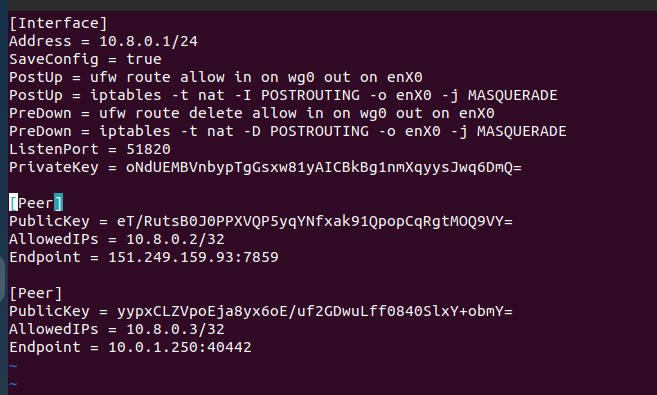 [Interface]
Address = 10.8.0.1/24
SaveConfig = true
PostUp = ufw route allow in on wg0 out on enX0
PostUp = iptables -t nat -I POSTROUTING -o enX0 -j MASQUERADE
PreDown = ufw route delete allow in on wg0 out on enX0
PreDown = iptables -t nat -D POSTROUTING -o enX0 -j MASQUERADE
ListenPort = 51820
PrivateKey = oNdUEMBVnbypTgGsxw81yAICBkBg1nmXqyysJwq6DmQ=

[Peer]
PublicKey = eT/RutsB0J0PPXVQP5yqYNfxak91QpopCqRgtMOQ9VY=
AllowedIPs = 10.8.0.2/32
Endpoint = 151.249.159.93:7859

[Peer]
PublicKey = yypxCLZVpoEja8yx6oE/uf2GDwuLff0840SlxY+obmY=
AllowedIPs = 10.8.0.3/32
Endpoint = 10.0.1.250:40442
~
~